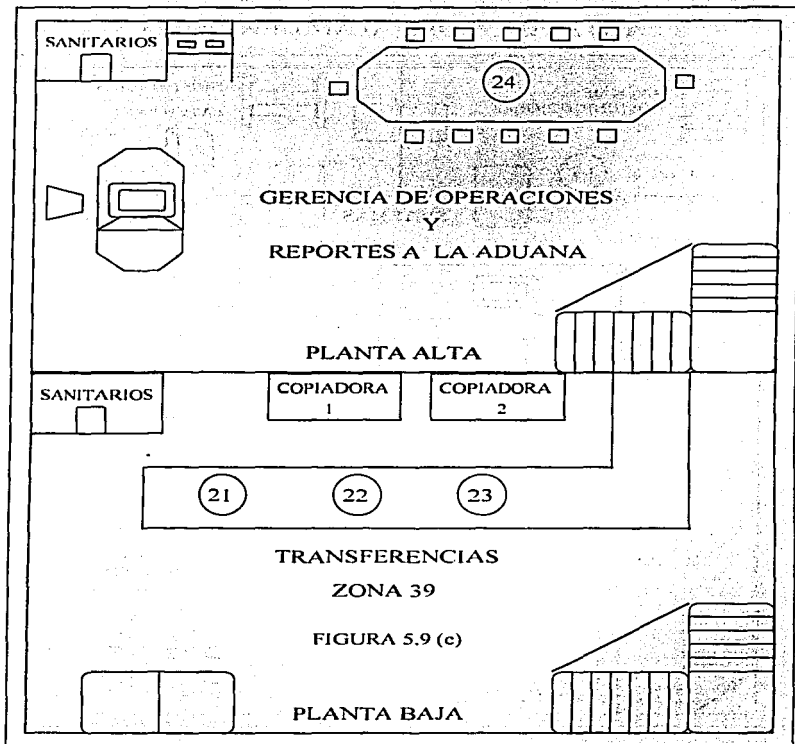 SANITARIOS
24
GERENCIA DE OPERACIONES
Y
REPORTES A LA ADUANA
PLANTA ALTA
SANITARIOS
COPIADORA
1
COPIADORA
2
21
22
23
TRANSFERENCIAS
ZONA 39
FIGURA 5.9 (c)
PLANTA BAJA